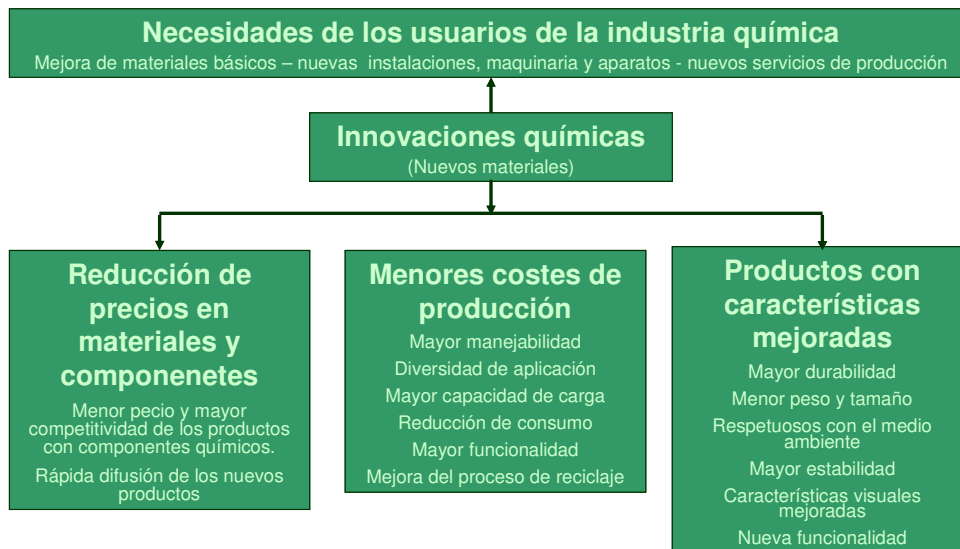 Necesidades de los usuarios de la industria química
Mejora de materiales básicos – nuevas instalaciones, maquinaria y aparatos - nuevos servicios de producción
Innovaciones químicas
(Nuevos materiales)
Reducción de
precios en
materiales y
componenetes
Menor pecio y mayor
competitividad de los productos
con componentes químicos.
Rápida difusión de los nuevos
productos
Menores costes de
producción
Mayor manejabilidad
Diversidad de aplicación
Mayor capacidad de carga
Reducción de consumo
Mayor funcionalidad
Mejora del proceso de reciclaje
Productos con
características
mejoradas
Mayor durabilidad
Menor peso y tamaño
Respetuosos con el medio
ambiente
Mayor estabilidad
Características visuales
mejoradas
Nueva funcionalidad